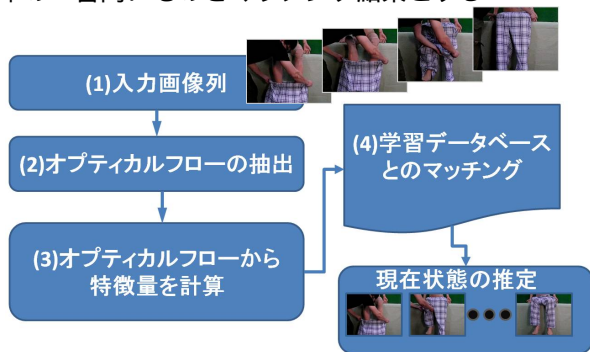 (1)入力画像列
(2)オプティカルフローの抽出
(3)オプティカルフローから
特徴量を計算
(4)学習データベース
とのマッチング
現在状態の推定